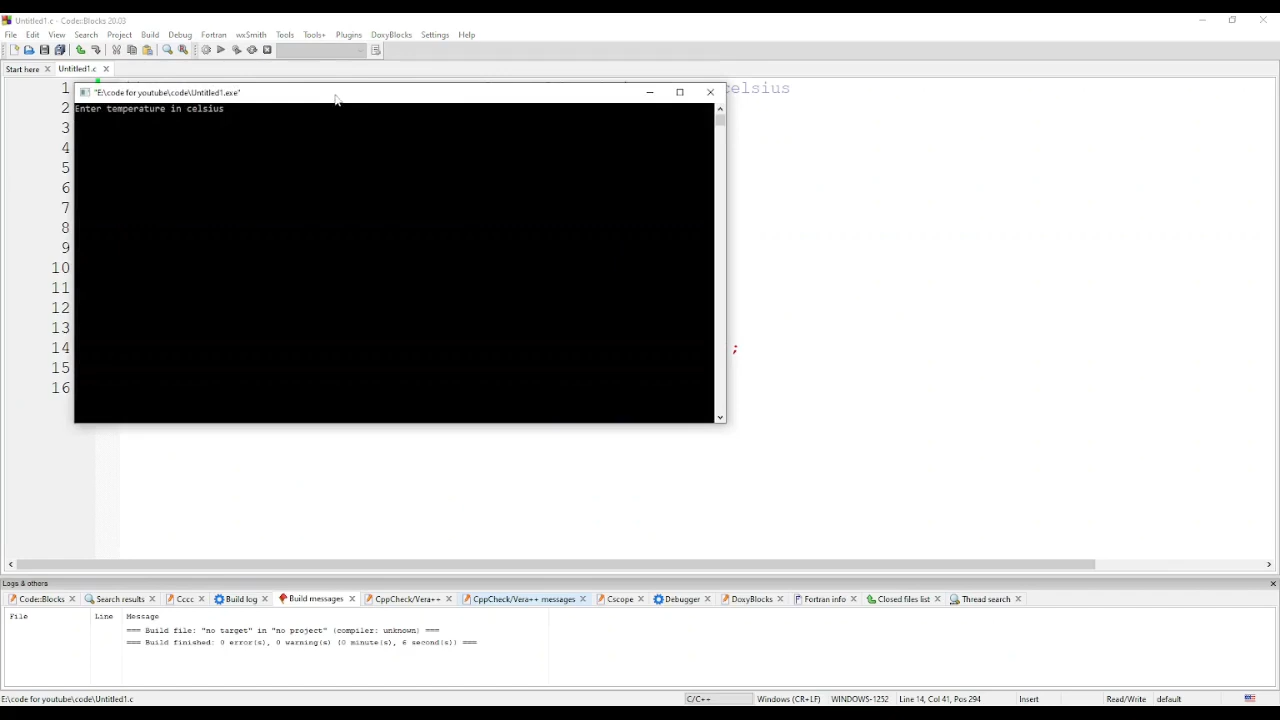 Untitled1.c - Code::Blocks 20.03
File Edit View Search Project Build Debug Fortran wxSmith Tools Tools+ Plugins DoxyBlocks Settings Help
Start here Untitled1.c
1 celsius
"E:\code for youtube\code\Untitled1.exe"
2 Enter temperature in celsius
3
4
5
6
7
8
9
10
11
12
13
14 ;
15
16
Logs & others
Code::Blocks Search results Cccc Build log Build messages CppCheck/Vera++ CppCheck/Vera++ messages Cscope Debugger DoxyBlocks Fortran info Closed files list Thread search
File Line Message
=== Build file: "no target" in "no project" (compiler: unknown) ===
=== Build finished: 0 error(s), 0 warning(s) (0 minute(s), 6 second(s)) ===
E:\code for youtube\code\Untitled1.c C/C++ Windows (CR+LF) WINDOWS-1252 Line 14, Col 41, Pos 294 Insert Read/Write default